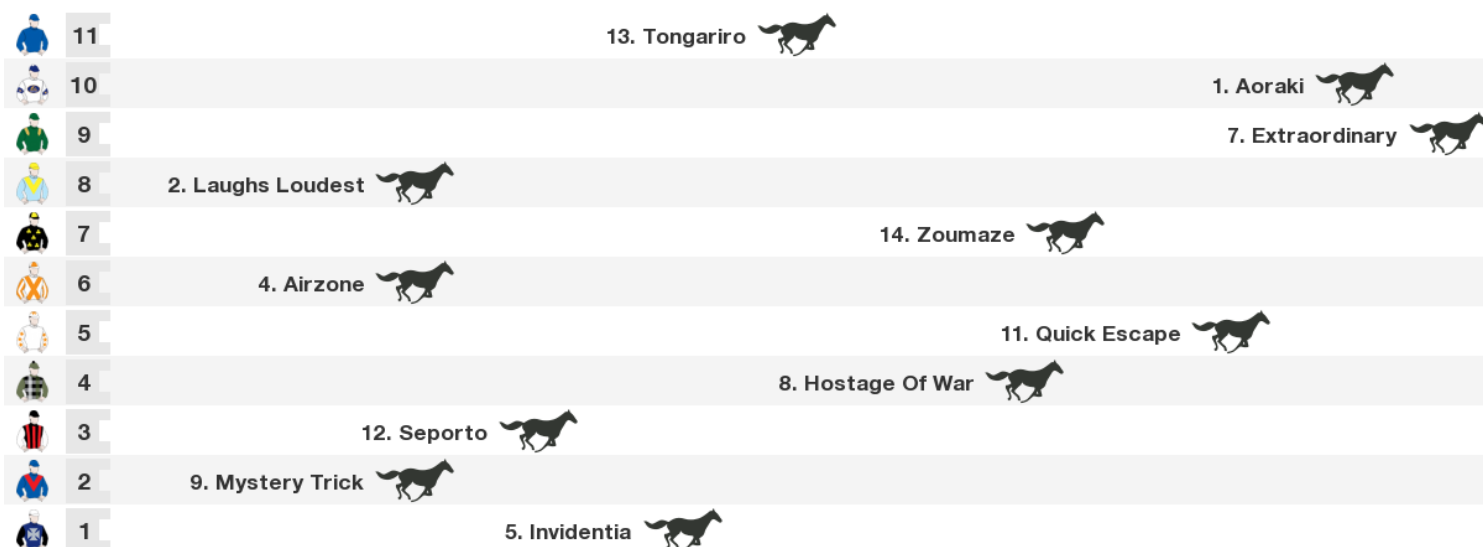 11 13. Tongariro
10 1. Aoraki
9 7. Extraordinary
8 2. Laughs Loudest
7 14. Zoumaze
6 4. Airzone
5 11. Quick Escape
4 8. Hostage Of War
3 12. Seporto
2 9. Mystery Trick
1 5. Invidentia